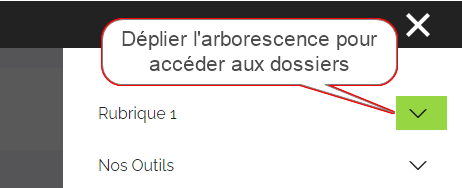 Déplier l'arborescence pour
accéder aux dossiers
Rubrique 1
Nos Outils